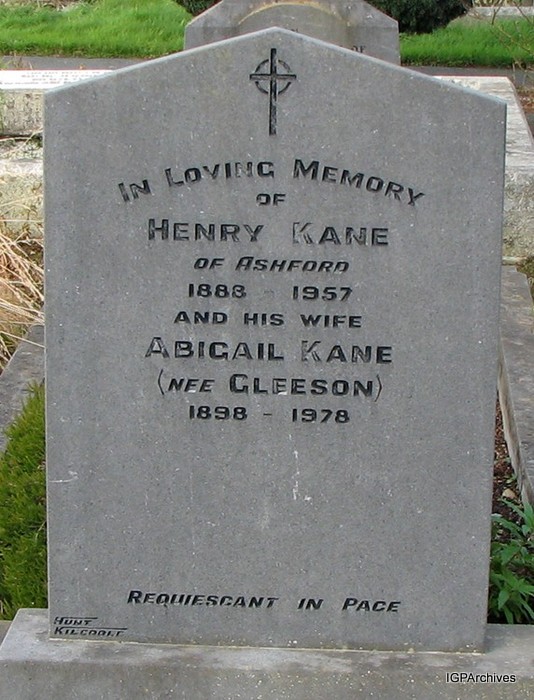 In Loving Memory
of
Henry Kane
of Ashford
1888 - 1957
and his wife
Abigail Kane
(nee Gleeson)
1898 - 1978
Requiescant in Pace
Hunt
IGPArchives